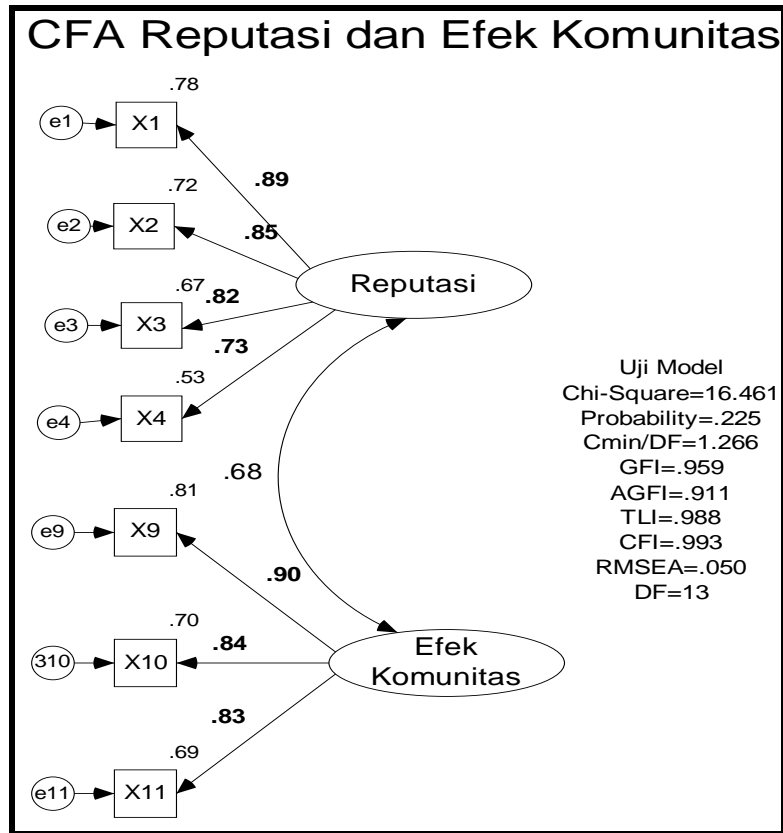 CFA Reputasi dan Efek Komunitas
.78
e1
X1
.89
.72
e2
X2
.85
Reputasi
.67
.82
e3
X3
.73
.53
e4
X4
.68
.81
e9
X9
.90
.70
310
X10
.84
Efek
Komunitas
.83
.69
e11
X11
Uji Model
Chi-Square=16.461
Probability=.225
Cmin/DF=1.266
GFI=.959
AGFI=.911
TLI=.988
CFI=.993
RMSEA=.050
DF=13